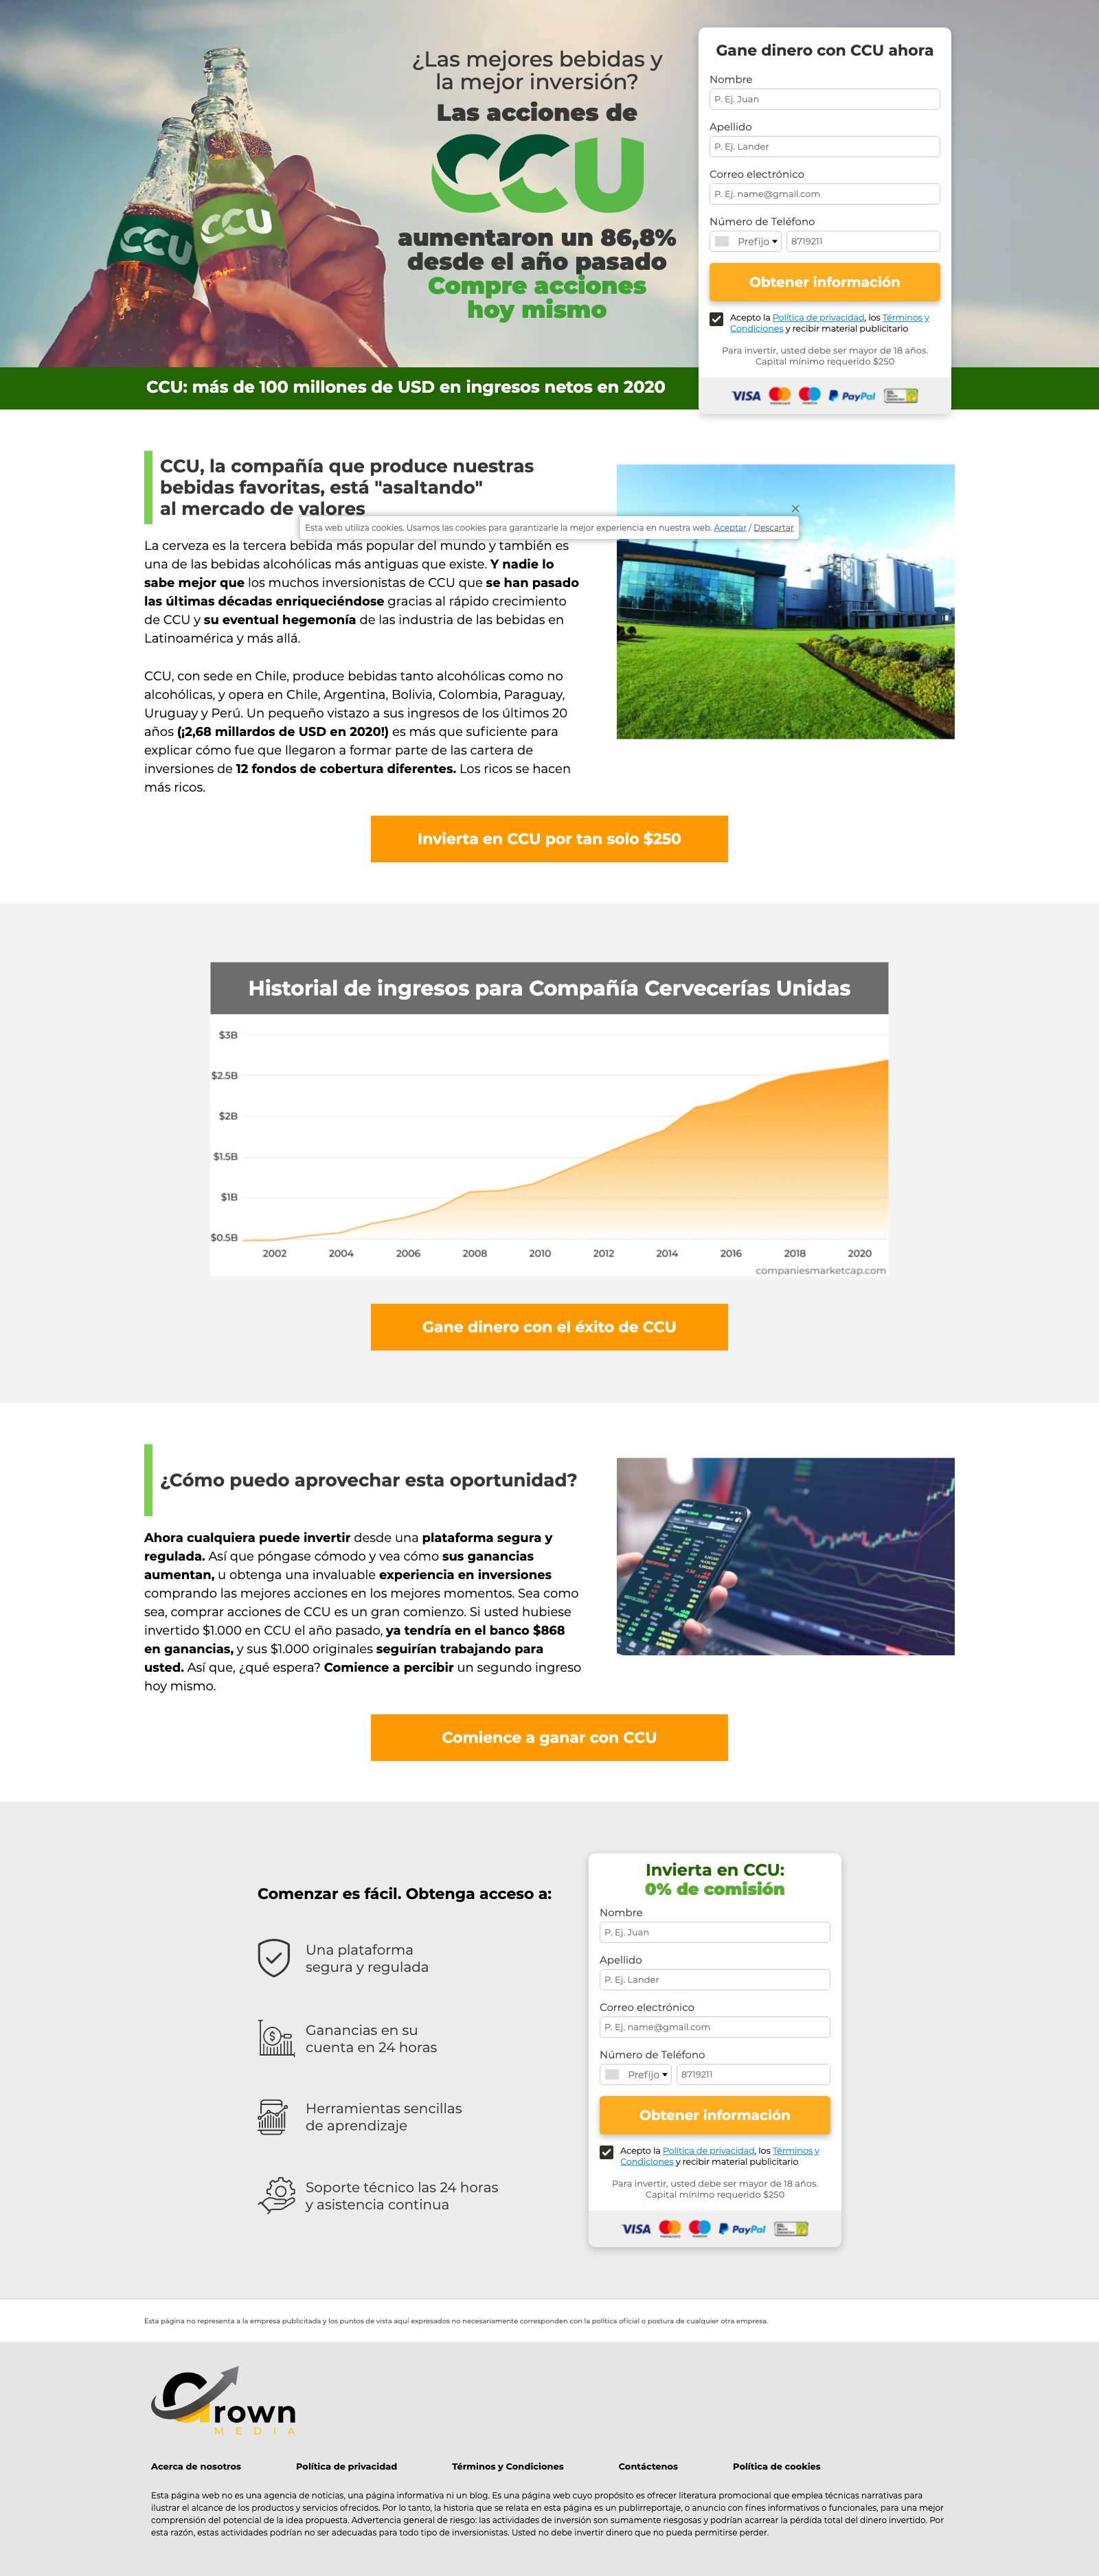 ¿Las mejores bebidas y
la mejor inversión?
Las acciones de
CCU
aumentaron un 86,8%
desde el año pasado
Compre acciones
hoy mismo
CCU
CCU
Gane dinero con CCU ahora
Nombre
P. Ej. Juan
Apellido
P. Ej. Lander
Correo electrónico
P. Ej. name@gmail.com
Número de Teléfono
Prefijo 8719211
Obtener información
Acepto la Política de privacidad, los Términos y
Condiciones y recibir material publicitario
Para invertir, usted debe ser mayor de 18 años.
Capital mínimo requerido $250
VISA PayPal
CCU: más de 100 millones de USD en ingresos netos en 2020
CCU, la compañía que produce nuestras
bebidas favoritas, está "asaltando"
al mercado de valores
Esta web utiliza cookies. Usamos las cookies para garantizarle la mejor experiencia en nuestra web. Aceptar / Descartar
La cerveza es la tercera bebida más popular del mundo y también es
una de las bebidas alcohólicas más antiguas que existe. Y nadie lo
sabe mejor que los muchos inversionistas de CCU que se han pasado
las últimas décadas enriqueciéndose gracias al rápido crecimiento
de CCU y su eventual hegemonía de las industria de las bebidas en
Latinoamérica y más allá.
CCU, con sede en Chile, produce bebidas tanto alcohólicas como no
alcohólicas, y opera en Chile, Argentina, Bolivia, Colombia, Paraguay,
Uruguay y Perú. Un pequeño vistazo a sus ingresos de los últimos 20
años (¡2,68 millardos de USD en 2020!) es más que suficiente para
explicar cómo fue que llegaron a formar parte de las cartera de
inversiones de 12 fondos de cobertura diferentes. Los ricos se hacen
más ricos.
Invierta en CCU por tan solo $250
Historial de ingresos para Compañía Cervecerías Unidas
$3B
$2.5B
$2B
$1.5B
$1B
$0.5B
2002 2004 2006 2008 2010 2012 2014 2016 2018 2020
companiesmarketcap.com
Gane dinero con el éxito de CCU
¿Cómo puedo aprovechar esta oportunidad?
Ahora cualquiera puede invertir desde una plataforma segura y
regulada. Así que póngase cómodo y vea cómo sus ganancias
aumentan, u obtenga una invaluable experiencia en inversiones
comprando las mejores acciones en los mejores momentos. Sea como
sea, comprar acciones de CCU es un gran comienzo. Si usted hubiese
invertido $1.000 en CCU el año pasado, ya tendría en el banco $868
en ganancias, y sus $1.000 originales seguirían trabajando para
usted. Así que, ¿qué espera? Comience a percibir un segundo ingreso
hoy mismo.
Comience a ganar con CCU
Comenzar es fácil. Obtenga acceso a:
Una plataforma
segura y regulada
Ganancias en su
cuenta en 24 horas
Herramientas sencillas
de aprendizaje
Soporte técnico las 24 horas
y asistencia continua
Invierta en CCU:
0% de comisión
Nombre
P. Ej. Juan
Apellido
P. Ej. Lander
Correo electrónico
P. Ej. name@gmail.com
Número de Teléfono
Prefijo 8719211
Obtener información
Acepto la Política de privacidad, los Términos y
Condiciones y recibir material publicitario
Para invertir, usted debe ser mayor de 18 años.
Capital mínimo requerido $250
VISA PayPal
Esta página no representa a la empresa publicitada y los puntos de vista aquí expresados no necesariamente corresponden con la política oficial o postura de cualquier otra empresa.
Grown
MEDIA
Acerca de nosotros Política de privacidad Términos y Condiciones Contáctenos Política de cookies
Esta página web no es una agencia de noticias, una página informativa ni un blog. Es una página web cuyo propósito es ofrecer literatura promocional que emplea técnicas narrativas para
ilustrar el alcance de los productos y servicios ofrecidos. Por lo tanto, la historia que se relata en esta página es un publirreportaje, o anuncio con fines informativos o funcionales, para una mejor
comprensión del potencial de la idea propuesta. Advertencia general de riesgo: las actividades de inversión son sumamente riesgosas y podrían acarrear la pérdida total del dinero invertido. Por
esta razón, estas actividades podrían no ser adecuadas para todo tipo de inversionistas. Usted no debe invertir dinero que no pueda permitirse perder.